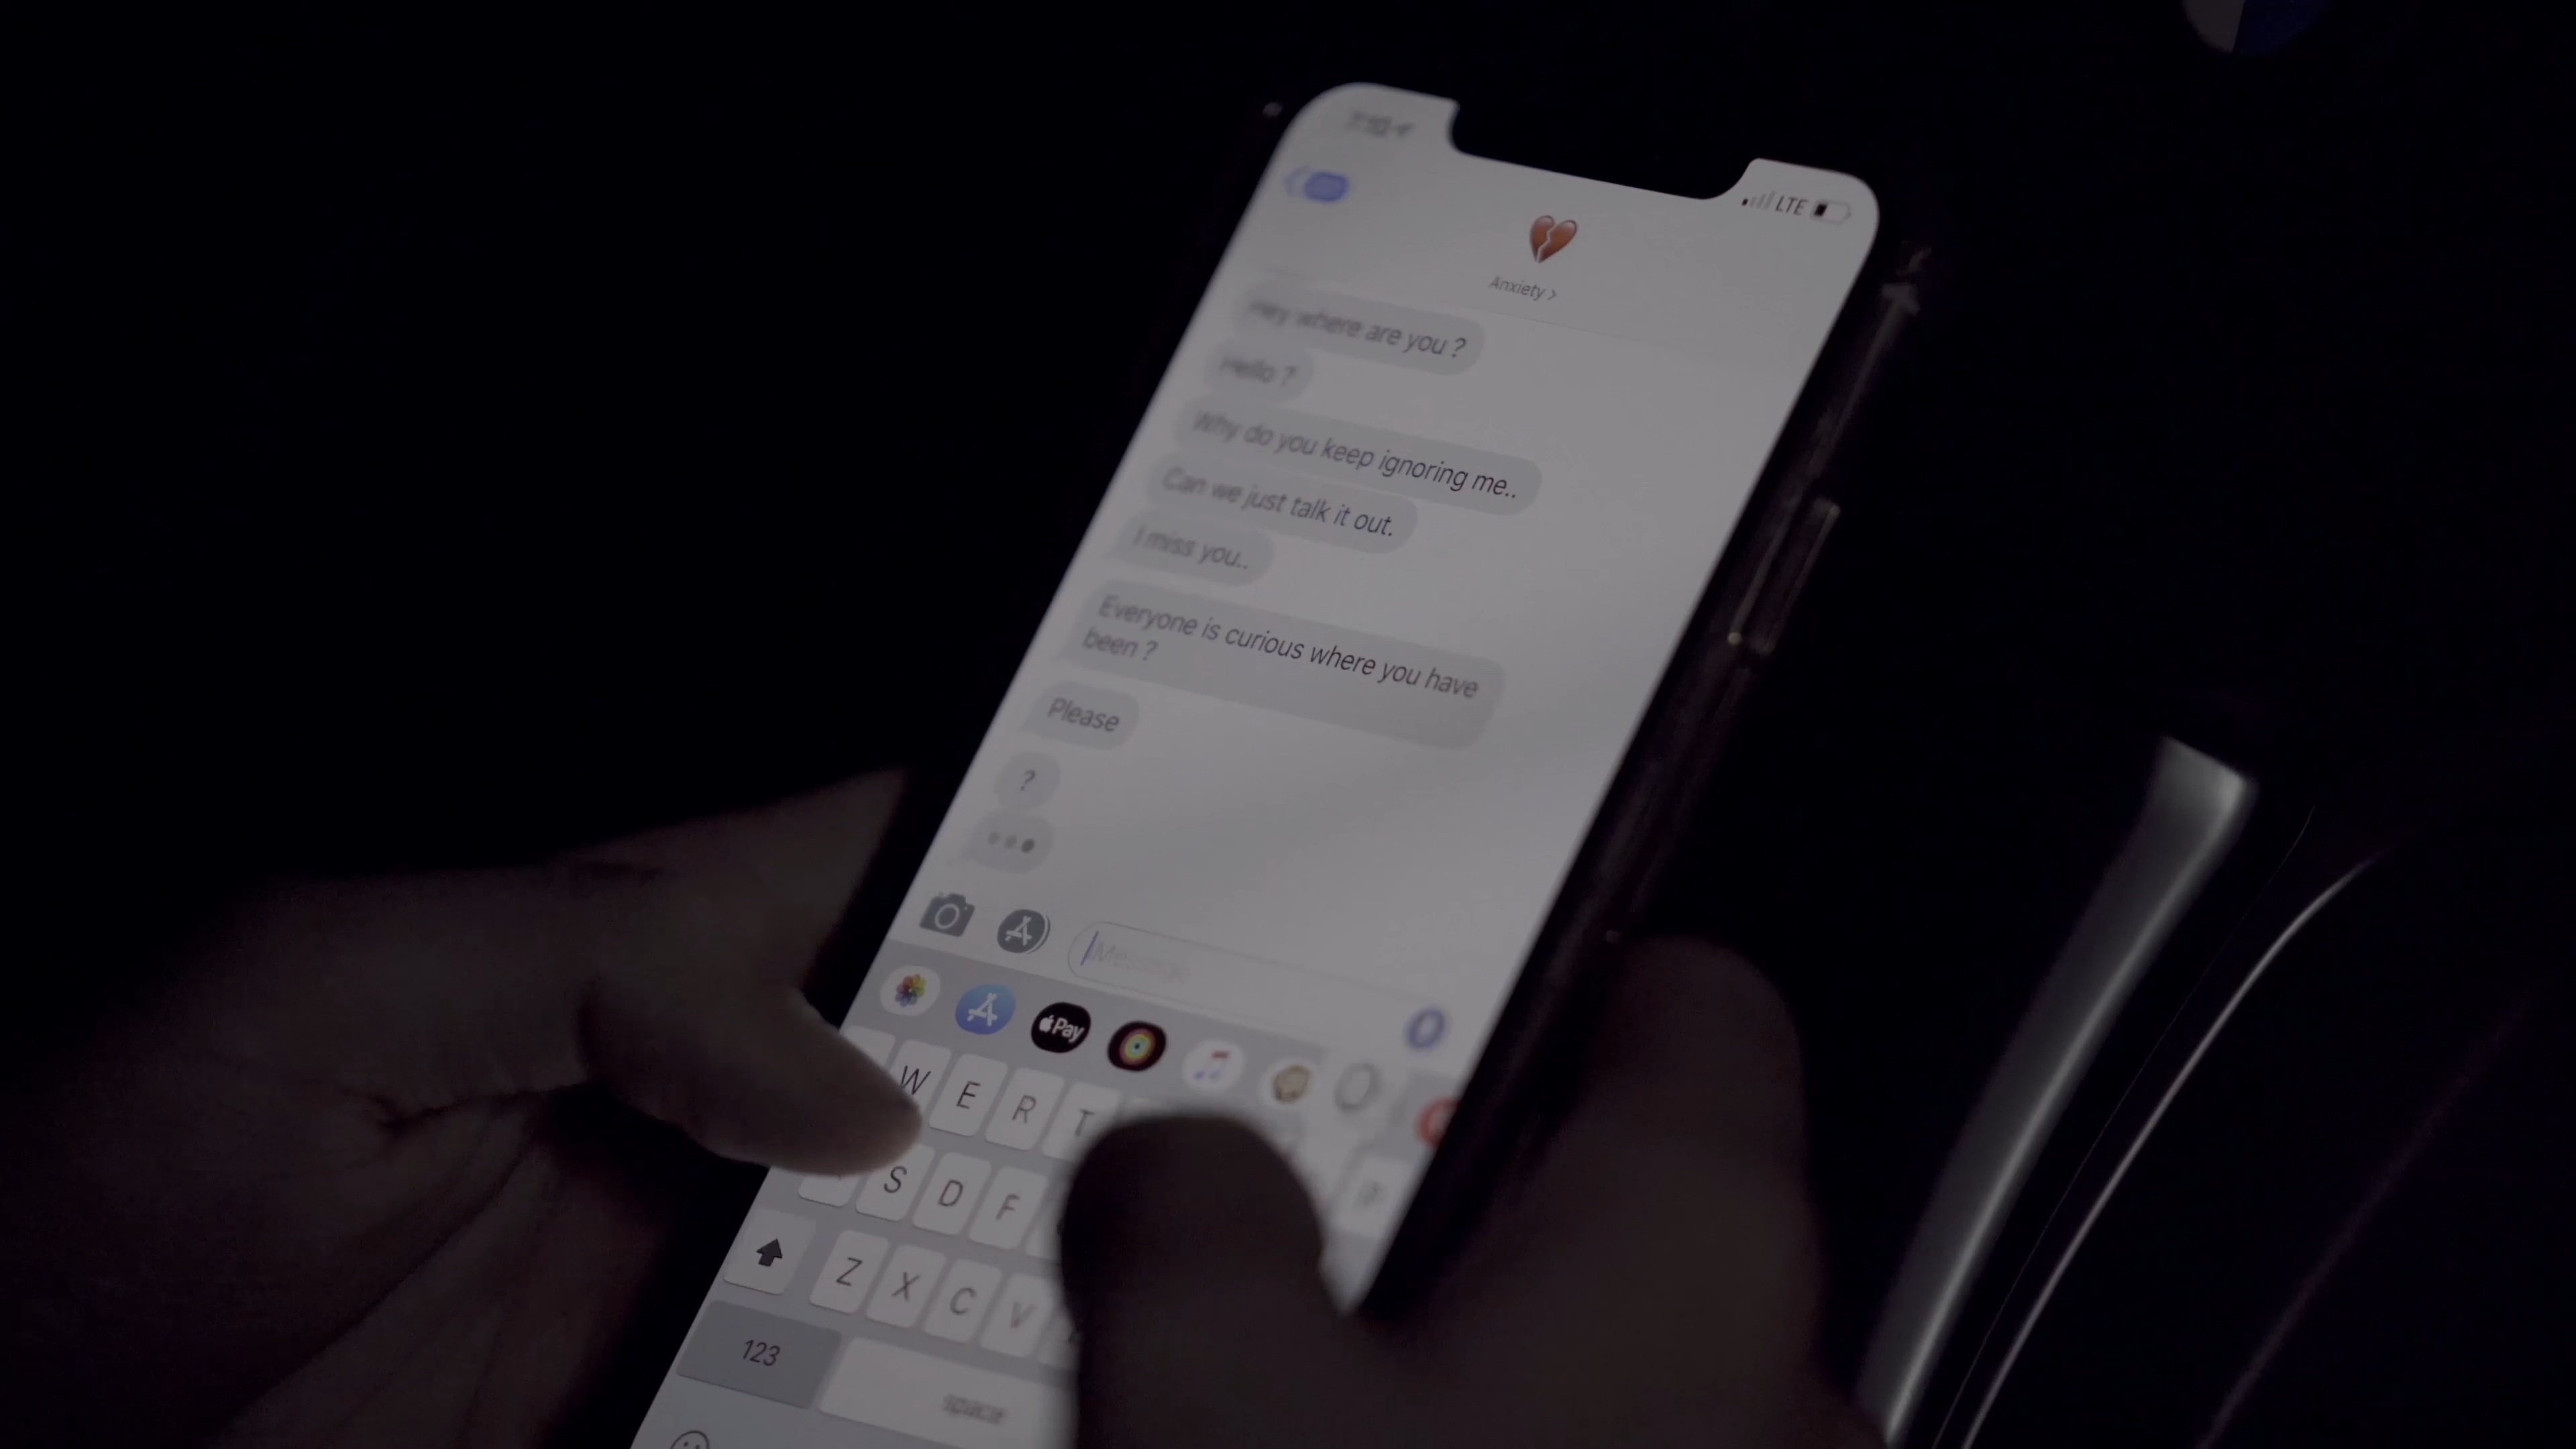 LTE
Anxiety >
Hey where are you ?
Hello ?
Why do you keep ignoring me..
Can we just talk it out.
I miss you..
Everyone is curious where you have
been ?
Please
?
iMessage
Pay
W E R T P
S D F
Z X C V
123
space